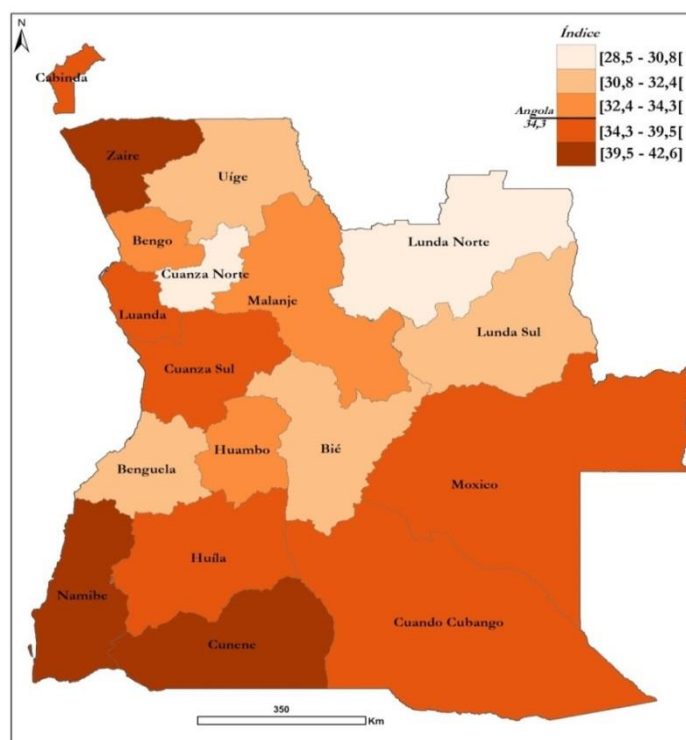 N
Índice
[28,5 - 30,8[
[30,8 - 32,4[
[32,4 - 34,3[
Angola
34,3
[34,3 - 39,5[
[39,5 - 42,6]
Cabinda
Zaire
Uíge
Bengo
Cuanza Norte
Lunda Norte
Luanda
Malanje
Lunda Sul
Cuanza Sul
Benguela
Huambo
Bié
Moxico
Huíla
Namibe
Cunene
Cuando Cubango
350
Km